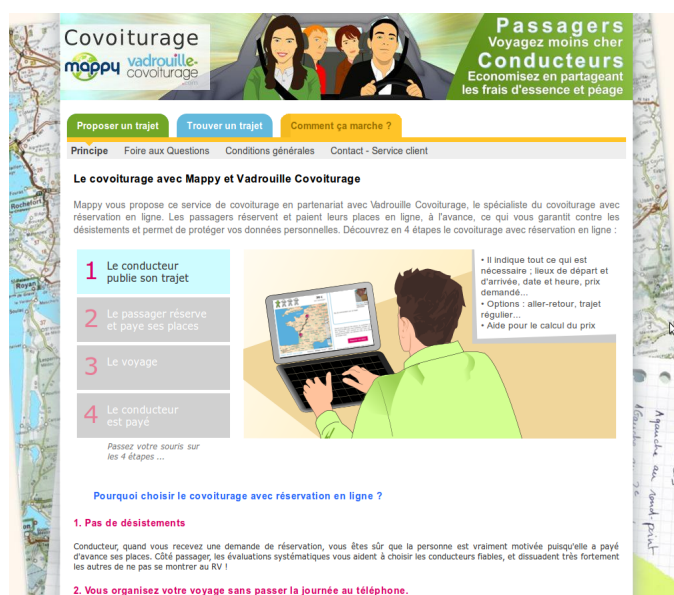 Covoiturage
mappy vadrouille-
covoiturage
Passagers
Voyagez moins cher
Conducteurs
Economisez en partageant
les frais d'essence et péage
Proposer un trajet Trouver un trajet Comment ça marche ?
Principe Foire aux Questions Conditions générales Contact - Service client
Le covoiturage avec Mappy et Vadrouille Covoiturage
Mappy vous propose ce service de covoiturage en partenariat avec Vadrouille Covoiturage, le spécialiste du covoiturage avec
réservation en ligne. Les passagers réservent et paient leurs places en ligne, à l'avance, ce qui vous garantit contre les
désistements et permet de protéger vos données personnelles. Découvrez en 4 étapes le covoiturage avec réservation en ligne :
1 Le conducteur
publie son trajet
2 Le passager réserve
et paye ses places
3 Le voyage
4 Le conducteur
est payé
Passez votre souris sur
les 4 étapes ...
• Il indique tout ce qui est
nécessaire ; lieux de départ et
d'arrivée, date et heure, prix
demandé...
• Options : aller-retour, trajet
régulier...
• Aide pour le calcul du prix
Pourquoi choisir le covoiturage avec réservation en ligne ?
1. Pas de désistements
Conducteur, quand vous recevez une demande de réservation, vous êtes sûr que la personne est vraiment motivée puisqu'elle a payé
d'avance ses places. Côté passager, les évaluations systématiques vous aident à choisir les conducteurs fiables, et dissuadent très fortement
les autres de ne pas se montrer au RV !
2. Vous organisez votre voyage sans passer la journée au téléphone.
Rochefort
Royan
A gauche au rond-point